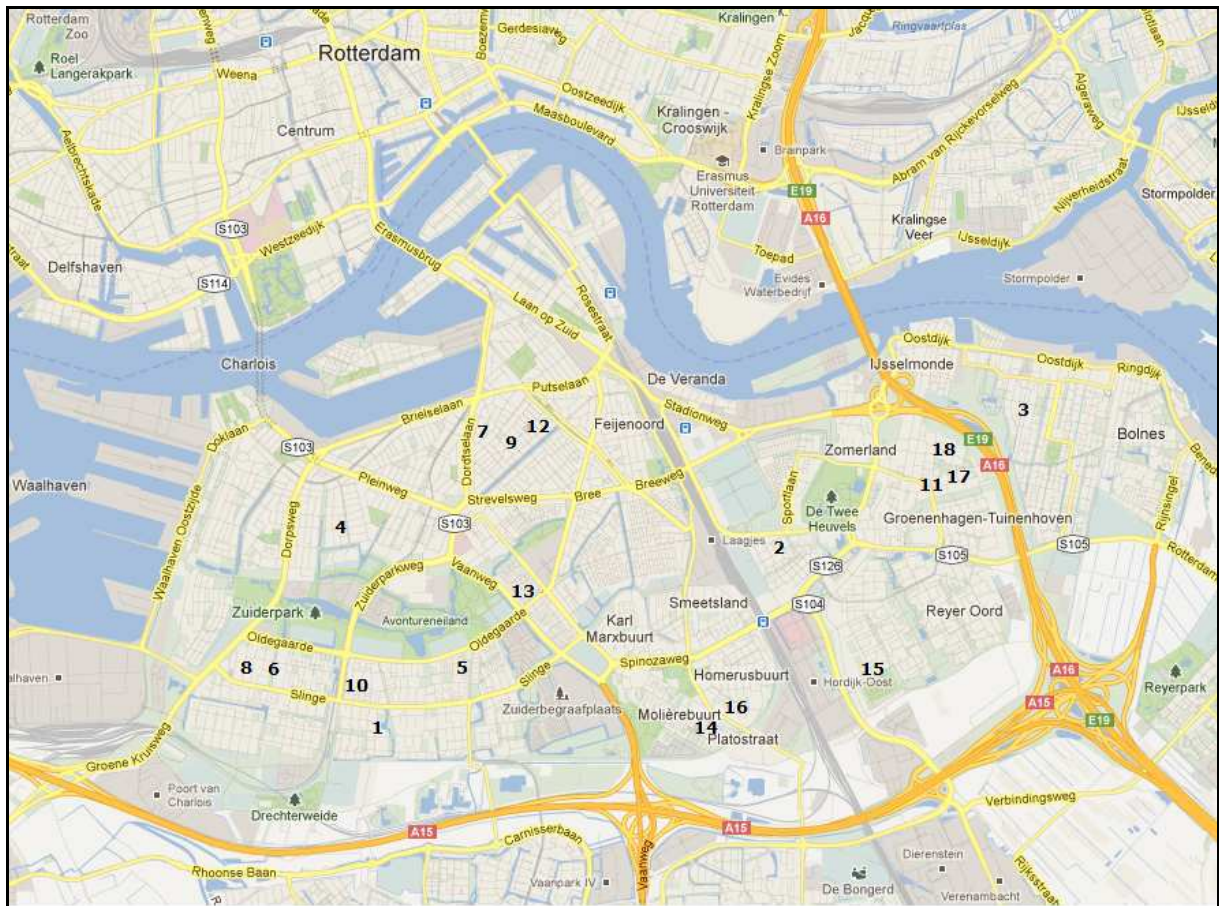 Rotterdam
Zoo
Roel
Langerakpark
Weena
Rotterdam
Boezemw
Gerdesiaweg
Kralingen
Kralingse Zoom
Ringvaartplas
Algeraweg
Oostzeedijk
Maasboulevard
Kralingen -
Crooswijk
Centrum
Aelbrechtskade
Brainpark
Abram van Rijckevorselweg
Erasmus
Universiteit
Rotterdam
E19
A16
Nijverheidstraat
Stormpolder
Kralingse
Veer
IJsseldijk
S103
Westzeedijk
Erasmusbrug
Toepad
Delfshaven
S114
Evides
Waterbedrijf
Stormpolder
Laan op Zuid
Rosestraat
Charlois
De Veranda
IJsselmonde
Oostdijk
Oostdijk
Ringdijk
Putselaan
Brielselaan
Stadionweg
Feijenoord
3
Doklaan
7
9
12
Dordtselaan
S103
Zomerland
18
E19
A16
Bolnes
Waalhaven
Pleinweg
Strevelsweg
Bree
Breeweg
Sportlaan
11
17
De Twee
Heuvels
Groenenhagen-Tuinenhoven
Rijnsingel
Waalhaven Oostzijde
Dorpsweg
4
S103
Laagjes
2
S105
S105
Rotterdam
S126
Zuiderparkweg
Vaanweg
13
Smeetsland
S104
Reyer Oord
Zuiderpark
Avontureneiland
Karl
Marxbuurt
Oldegaarde
Oldegaarde
8
6
5
Slinge
Spinozaweg
Homerusbuurt
15
Hordijk-Oost
A16
Reyerpark
10
Slinge
Zuiderbegraafplaats
Molièrebuurt
16
A15
E19
1
14
Platostraat
Groene Kruisweg
Poort van
Charlois
Drechterweide
A15
A15
Verbindingsweg
Carnisserbaan
Rhoonse Baan
Vaanpark IV
Vaanweg
De Bongerd
Dierenstein
Verenambacht
Rijksstraat